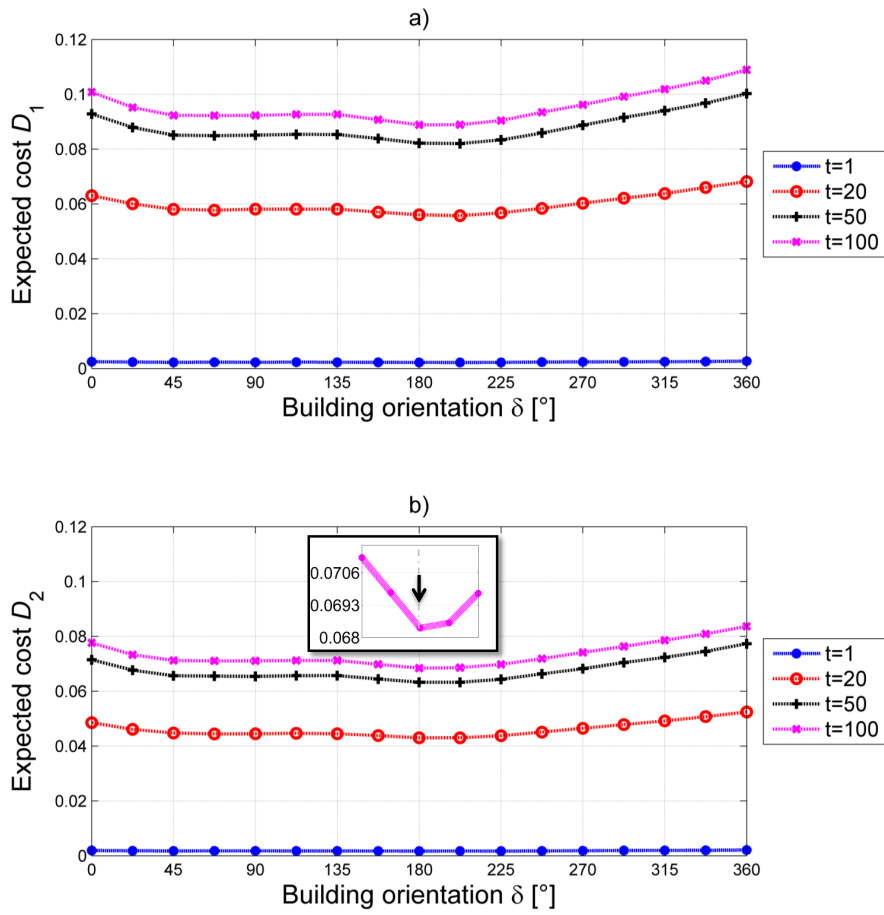 a)
0.12
0.1
0.08
0.06
0.04
0.02
0
Expected cost D1
0 45 90 135 180 225 270 315 360
Building orientation δ [°]
t=1
t=20
t=50
t=100
b)
0.12
0.1
0.08
0.06
0.04
0.02
0
Expected cost D2
0.0706
0.0693
0.068
0 45 90 135 180 225 270 315 360
Building orientation δ [°]
t=1
t=20
t=50
t=100